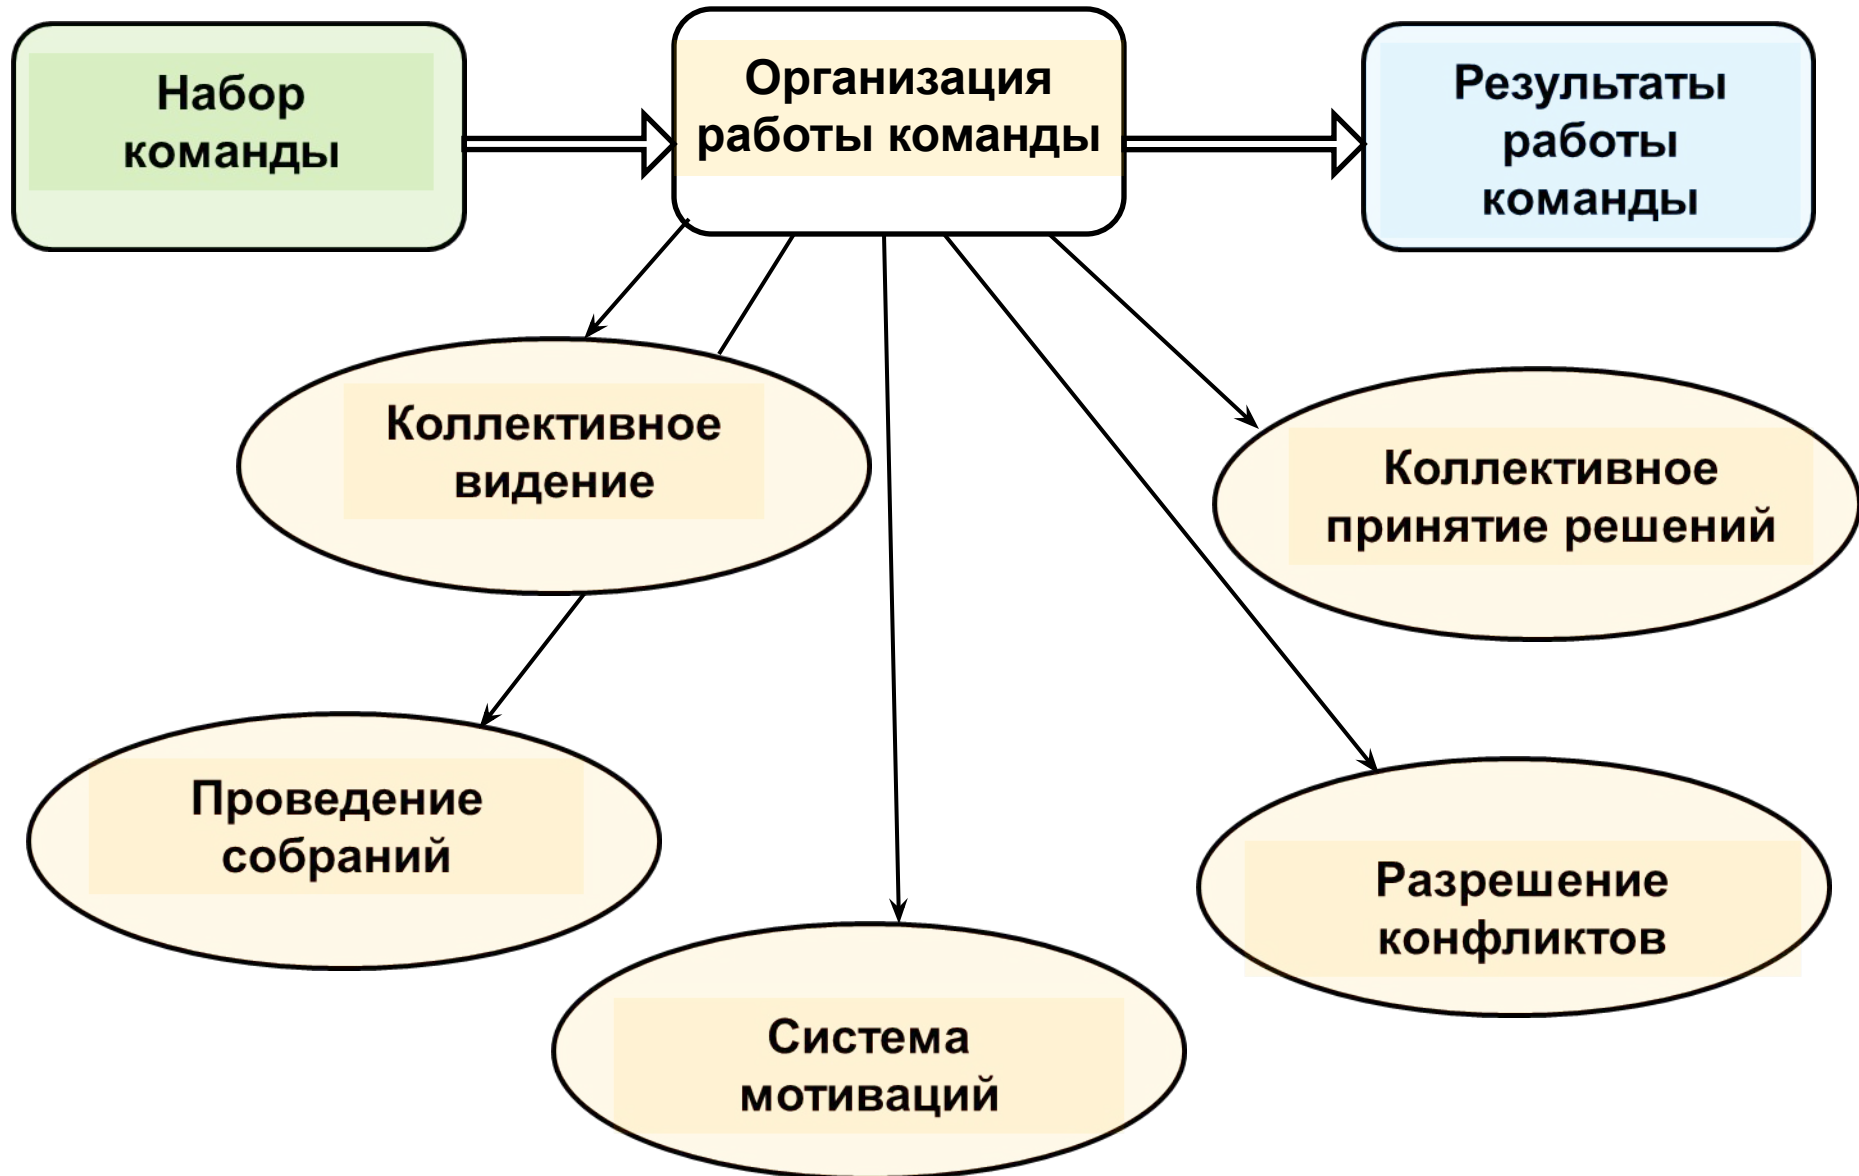 Набор
команды
Организация
работы команды
Результаты
работы
команды
Коллективное
видение
Коллективное
принятие решений
Проведение
собраний
Разрешение
конфликтов
Система
мотиваций